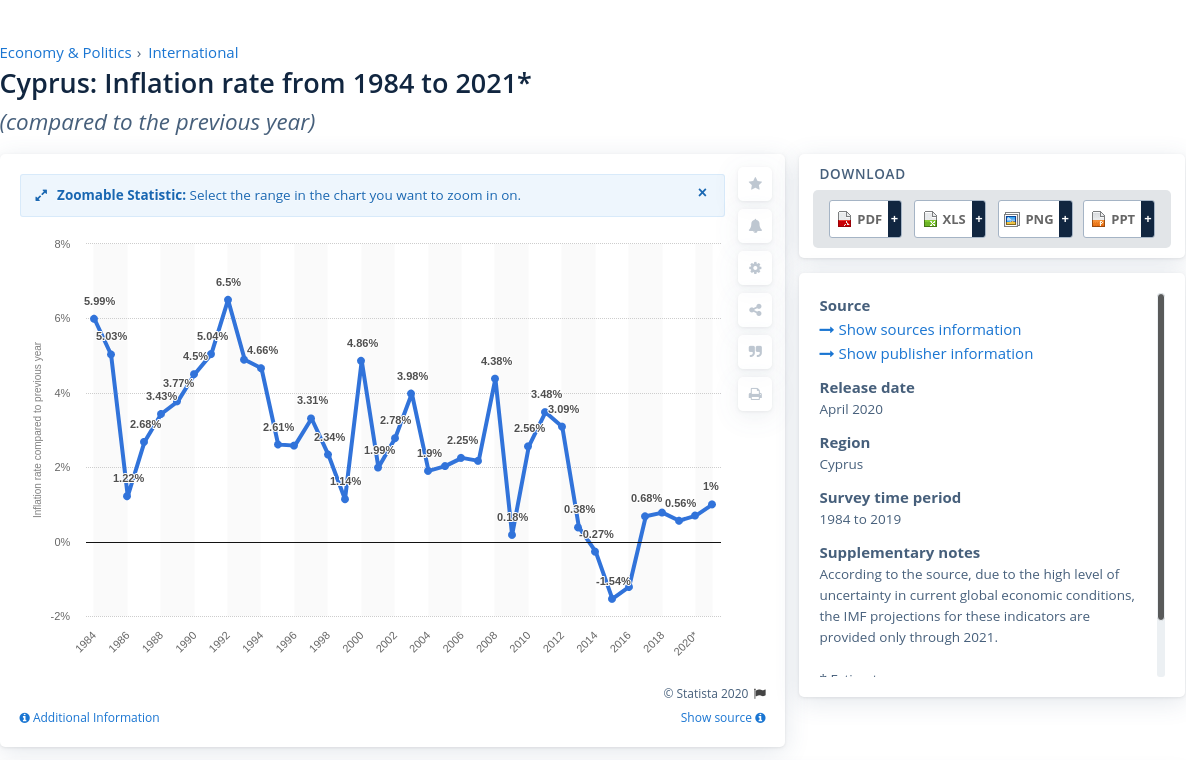 Economy & Politics › International
Cyprus: Inflation rate from 1984 to 2021*
(compared to the previous year)
Zoomable Statistic: Select the range in the chart you want to zoom in on. ×
Inflation rate compared to previous year
8%
6%
4%
2%
0%
-2%
5.99%
5.03%
1.22%
2.68%
3.43%
3.77%
4.5%
5.04%
6.5%
4.66%
2.61%
3.31%
2.34%
1.14%
4.86%
1.99%
2.78%
3.98%
1.9%
2.25%
4.38%
0.18%
2.56%
3.48%
3.09%
0.38%
-0.27%
-1.54%
0.68%
0.56%
1%
1984 1986 1988 1990 1992 1994 1996 1998 2000 2002 2004 2006 2008 2010 2012 2014 2016 2018 2020*
© Statista 2020
Additional Information
Show source
DOWNLOAD
PDF + XLS + PNG + PPT +
Source
Show sources information
Show publisher information
Release date
April 2020
Region
Cyprus
Survey time period
1984 to 2019
Supplementary notes
According to the source, due to the high level of
uncertainty in current global economic conditions,
the IMF projections for these indicators are
provided only through 2021.